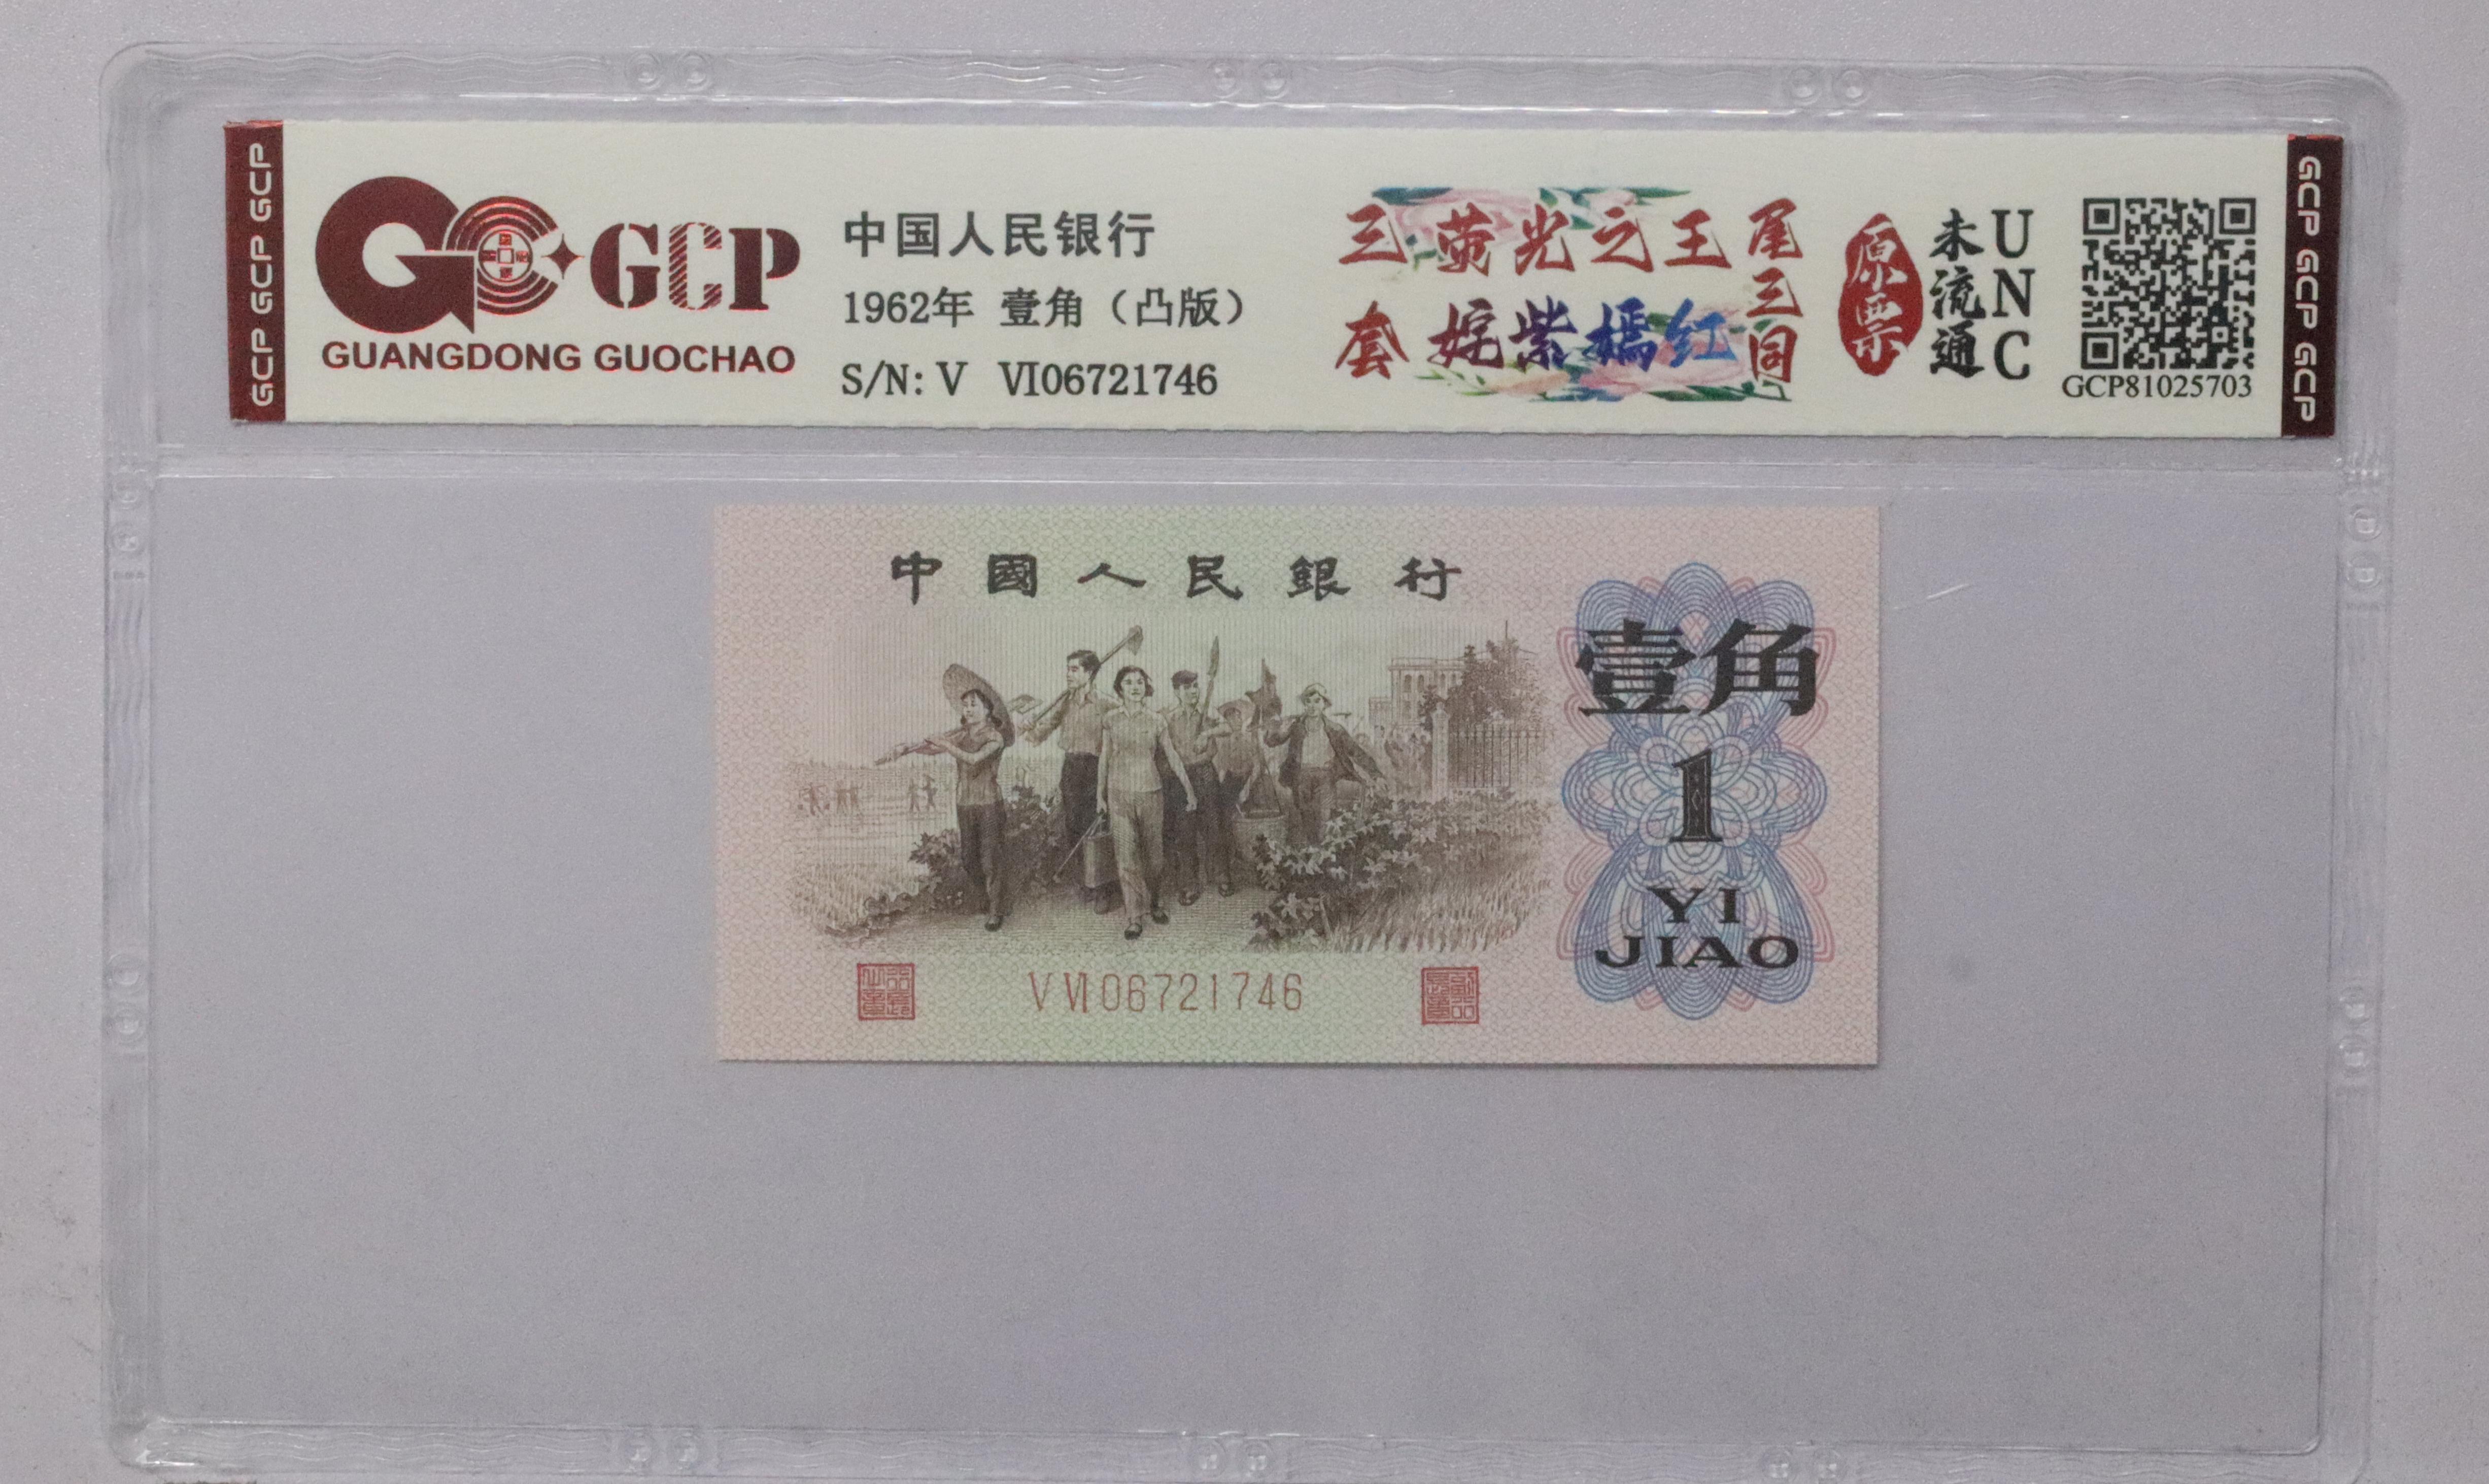 GCP GCP GCP
GCP
GUANGDONG GUOCHAO
中国人民银行
1962年 壹角（凸版）
S/N: V VI06721746
三套
荧光之王
姹紫嫣红
尾三同
原票
未流通
UNC
GCP81025703
GCP GCP GCP
中國人民銀行
壹角
1
YI
JIAO
V VI 06721746